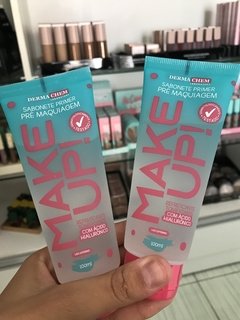 DERMACHEM
SABONETE PRIMER
PRÉ MAQUIAGEM
MAKE
UP!
COM ÁCIDO
HIALURÔNICO
100ml
DERMACHEM
SABONETE PRIMER
PRÉ MAQUIAGEM
MAKE
UP!
REFRESCANTE
COM ÁCIDO
HIALURÔNICO
100ml